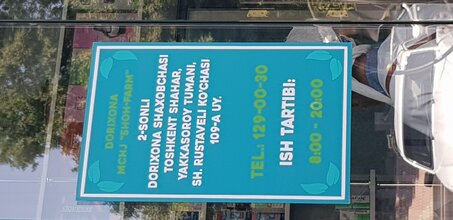 DORIXONA
MCHJ "SHOH-FARM"
2-SONLI
DORIXONA SHAXOBCHASI
TOSHKENT SHAHAR,
YAKKASOROY TUMANI,
SH. RUSTAVELI KO'CHASI
109-A UY.
TEL.: 129-00-30
ISH TARTIBI:
8:00 - 20:00